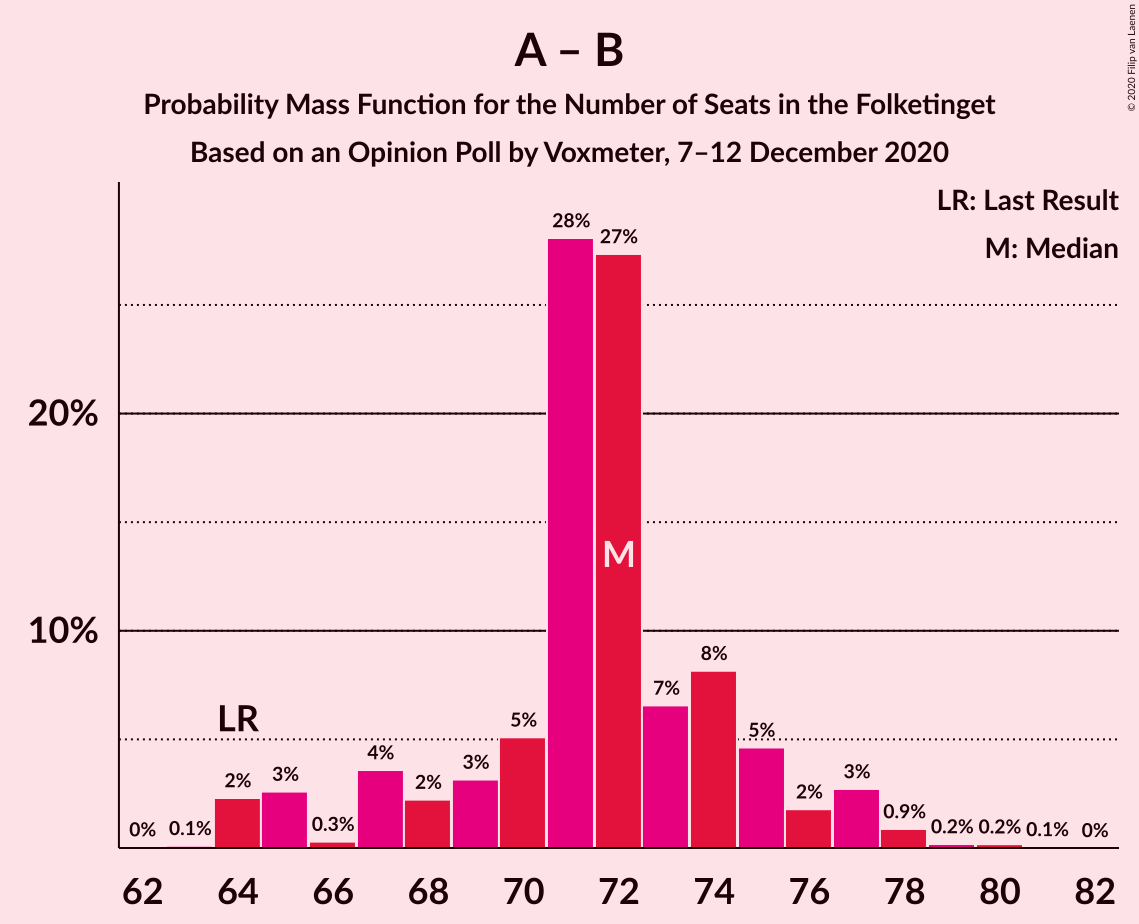 A – B
Probability Mass Function for the Number of Seats in the Folketinget
Based on an Opinion Poll by Voxmeter, 7–12 December 2020
© 2020 Filip van Laenen
LR: Last Result
M: Median
28%
27%
20%
M
10%
8%
7%
LR
5%
5%
4%
3%
3%
3%
2%
2%
2%
0.9%
0.3%
0% 0.1%
0.2% 0.2% 0.1% 0%
62 64 66 68 70 72 74 76 78 80 82